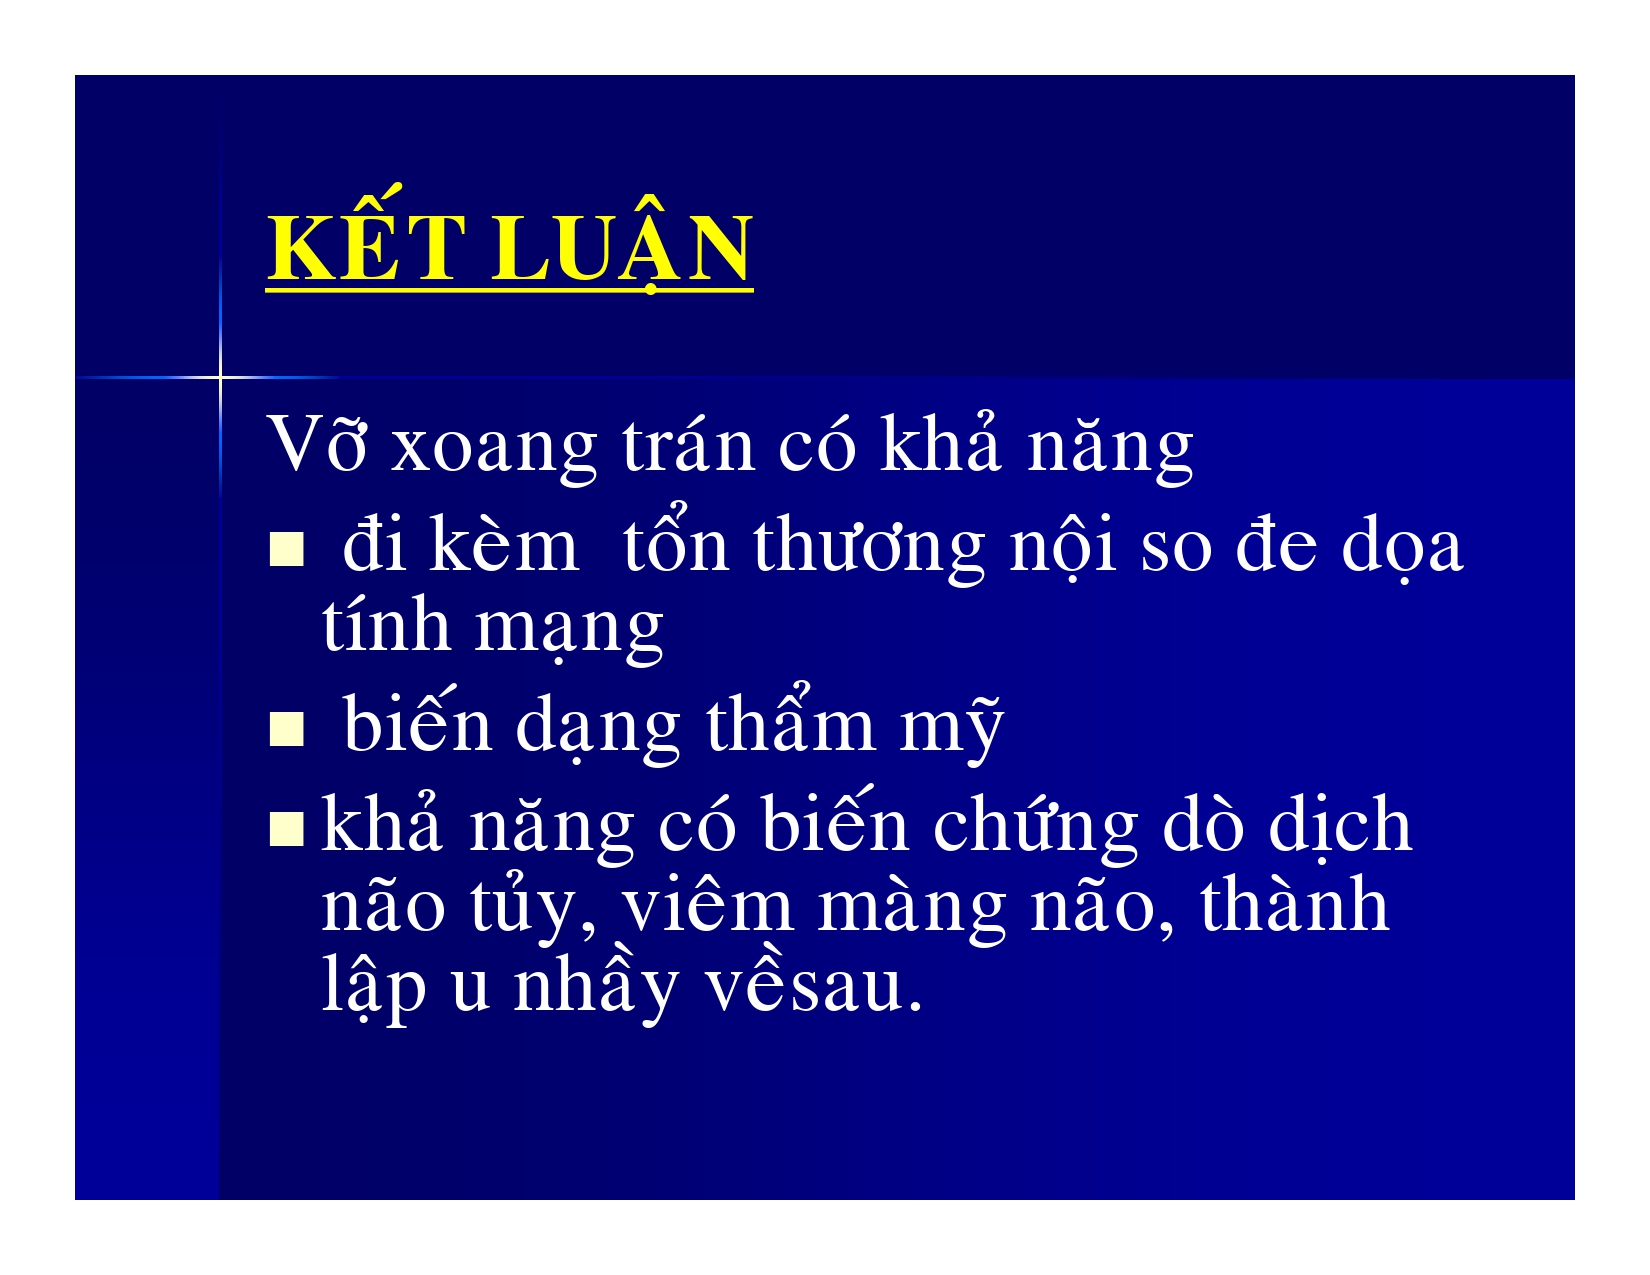 KẾT LUẬN
Vỡ xoang trán có khả năng
đi kèm tổn thương nội so đe dọa
tính mạng
biến dạng thẩm mỹ
khả năng có biến chứng dò dịch
não tủy, viêm màng não, thành
lập u nhầy vềsau.